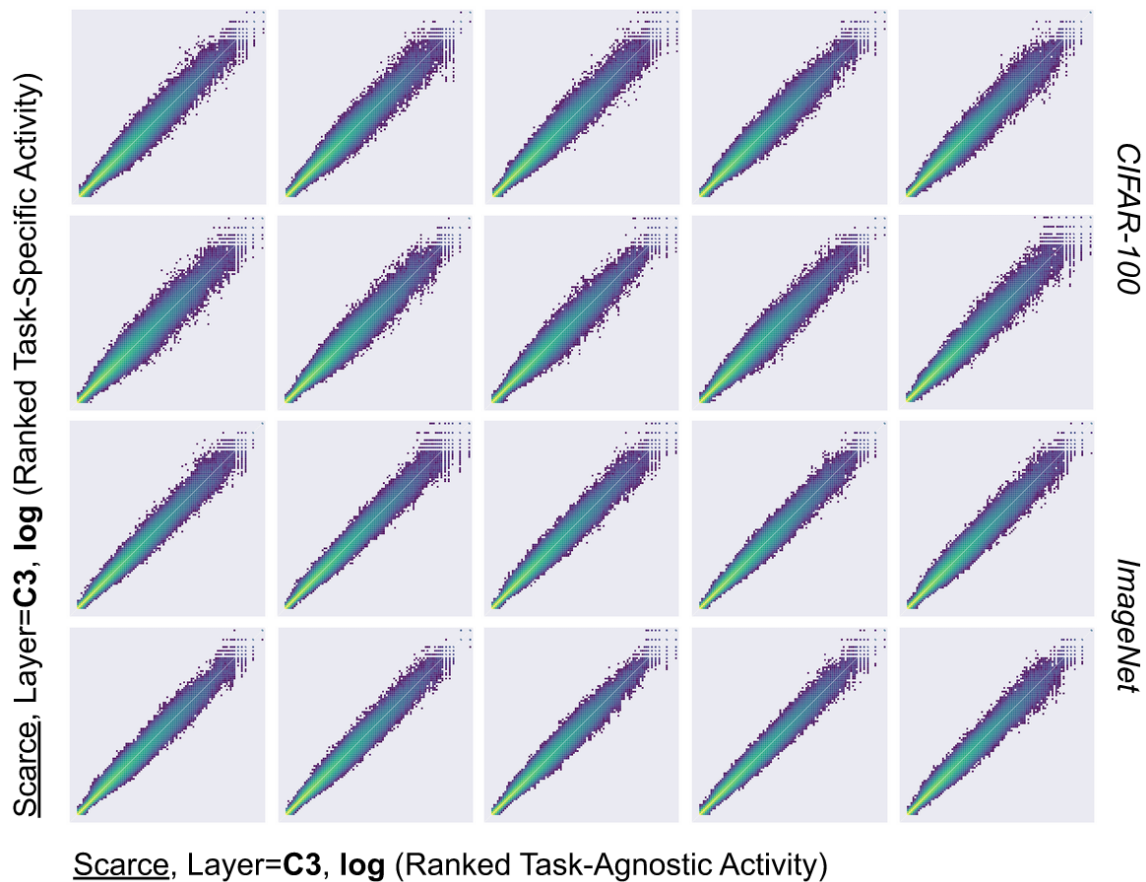 Scarce, Layer=C3, log (Ranked Task-Specific Activity)
CIFAR-100
ImageNet
Scarce, Layer=C3, log (Ranked Task-Agnostic Activity)